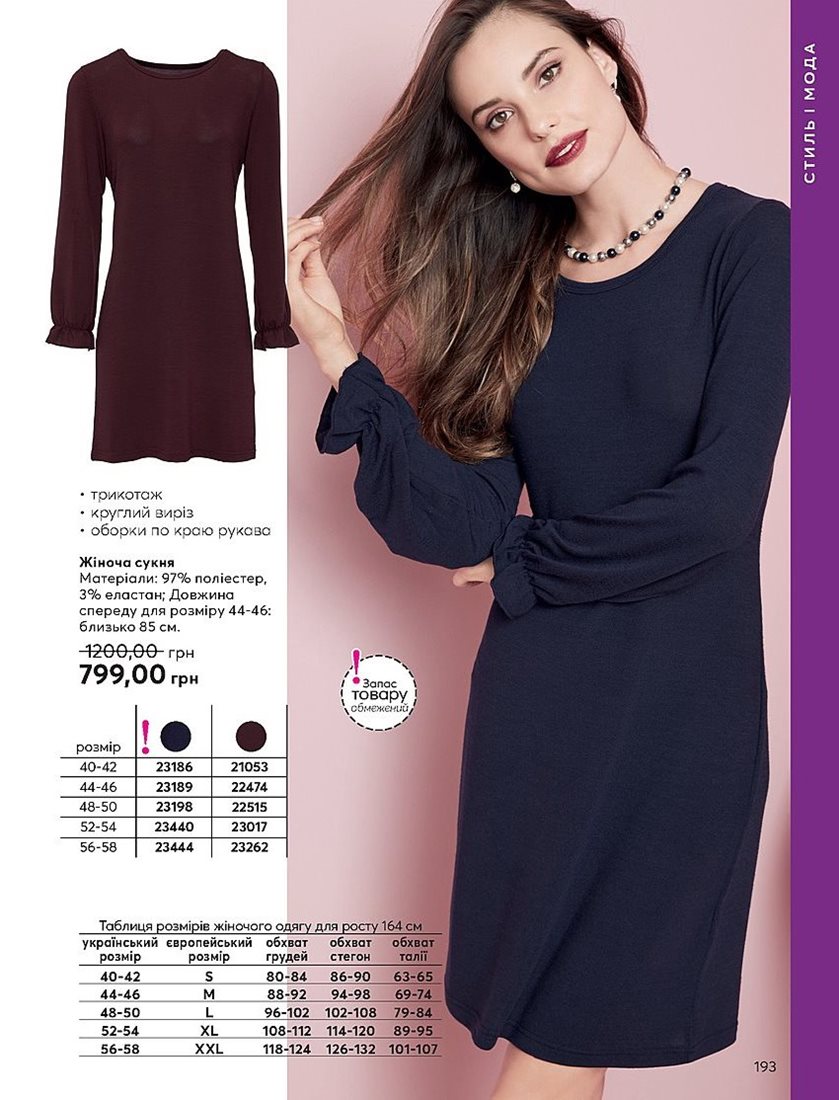 СТИЛЬ І МОДА
• трикотаж
• круглий виріз
• оборки по краю рукава
Жіноча сукня
Матеріали: 97% поліестер,
3% еластан; Довжина
спереду для розміру 44-46:
близько 85 см.
1200,00 грн
799,00 грн
! Запас
товару
обмежений
розмір !
40-42 23186 21053
44-46 23189 22474
48-50 23198 22515
52-54 23440 23017
56-58 23444 23262
Таблиця розмірів жіночого одягу для росту 164 см
український європейський обхват обхват обхват
розмір розмір грудей стегон талії
40-42 S 80-84 86-90 63-65
44-46 M 88-92 94-98 69-74
48-50 L 96-102 102-108 79-84
52-54 XL 108-112 114-120 89-95
56-58 XXL 118-124 126-132 101-107
193